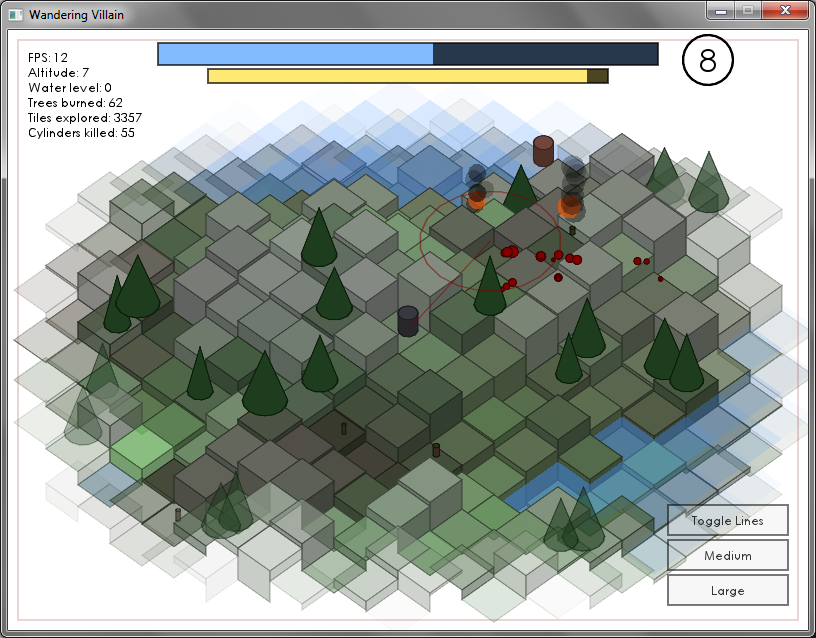 Wandering Villain
FPS: 12
Altitude: 7
Water level: 0
Trees burned: 62
Tiles explored: 3357
Cylinders killed: 55
8
Toggle Lines
Medium
Large